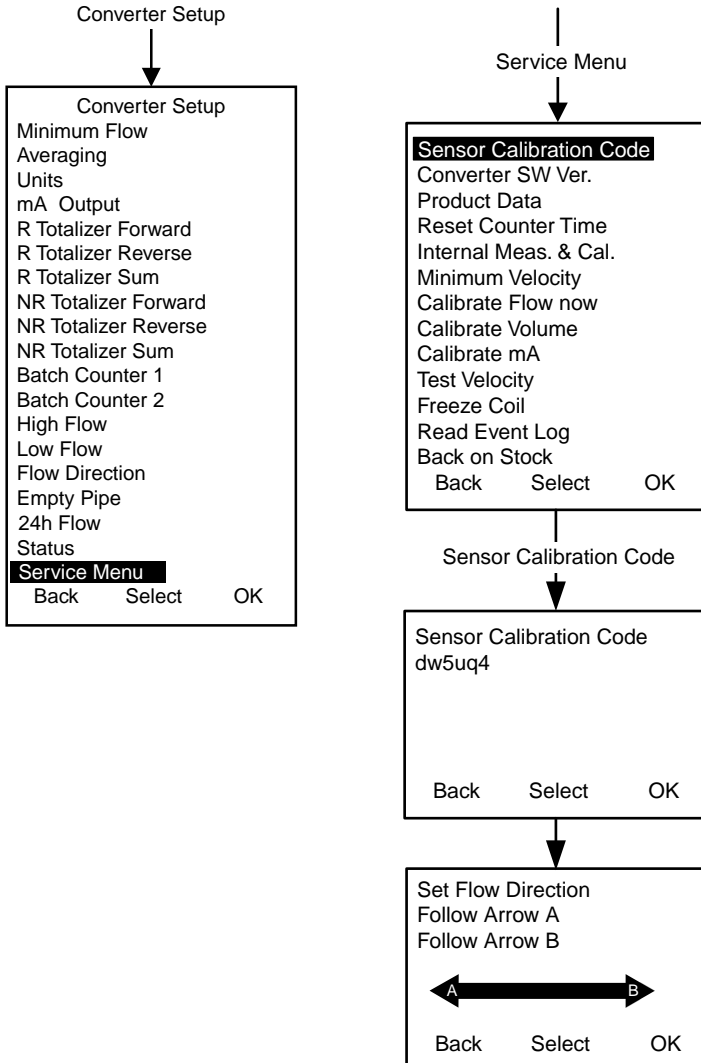 Converter Setup
Converter Setup
Minimum Flow
Averaging
Units
mA Output
R Totalizer Forward
R Totalizer Reverse
R Totalizer Sum
NR Totalizer Forward
NR Totalizer Reverse
NR Totalizer Sum
Batch Counter 1
Batch Counter 2
High Flow
Low Flow
Flow Direction
Empty Pipe
24h Flow
Status
Service Menu
Back Select OK
Service Menu
Sensor Calibration Code
Converter SW Ver.
Product Data
Reset Counter Time
Internal Meas. & Cal.
Minimum Velocity
Calibrate Flow now
Calibrate Volume
Calibrate mA
Test Velocity
Freeze Coil
Read Event Log
Back on Stock
Back Select OK
Sensor Calibration Code
Sensor Calibration Code
dw5uq4
Back Select OK
Set Flow Direction
Follow Arrow A
Follow Arrow B
A B
Back Select OK